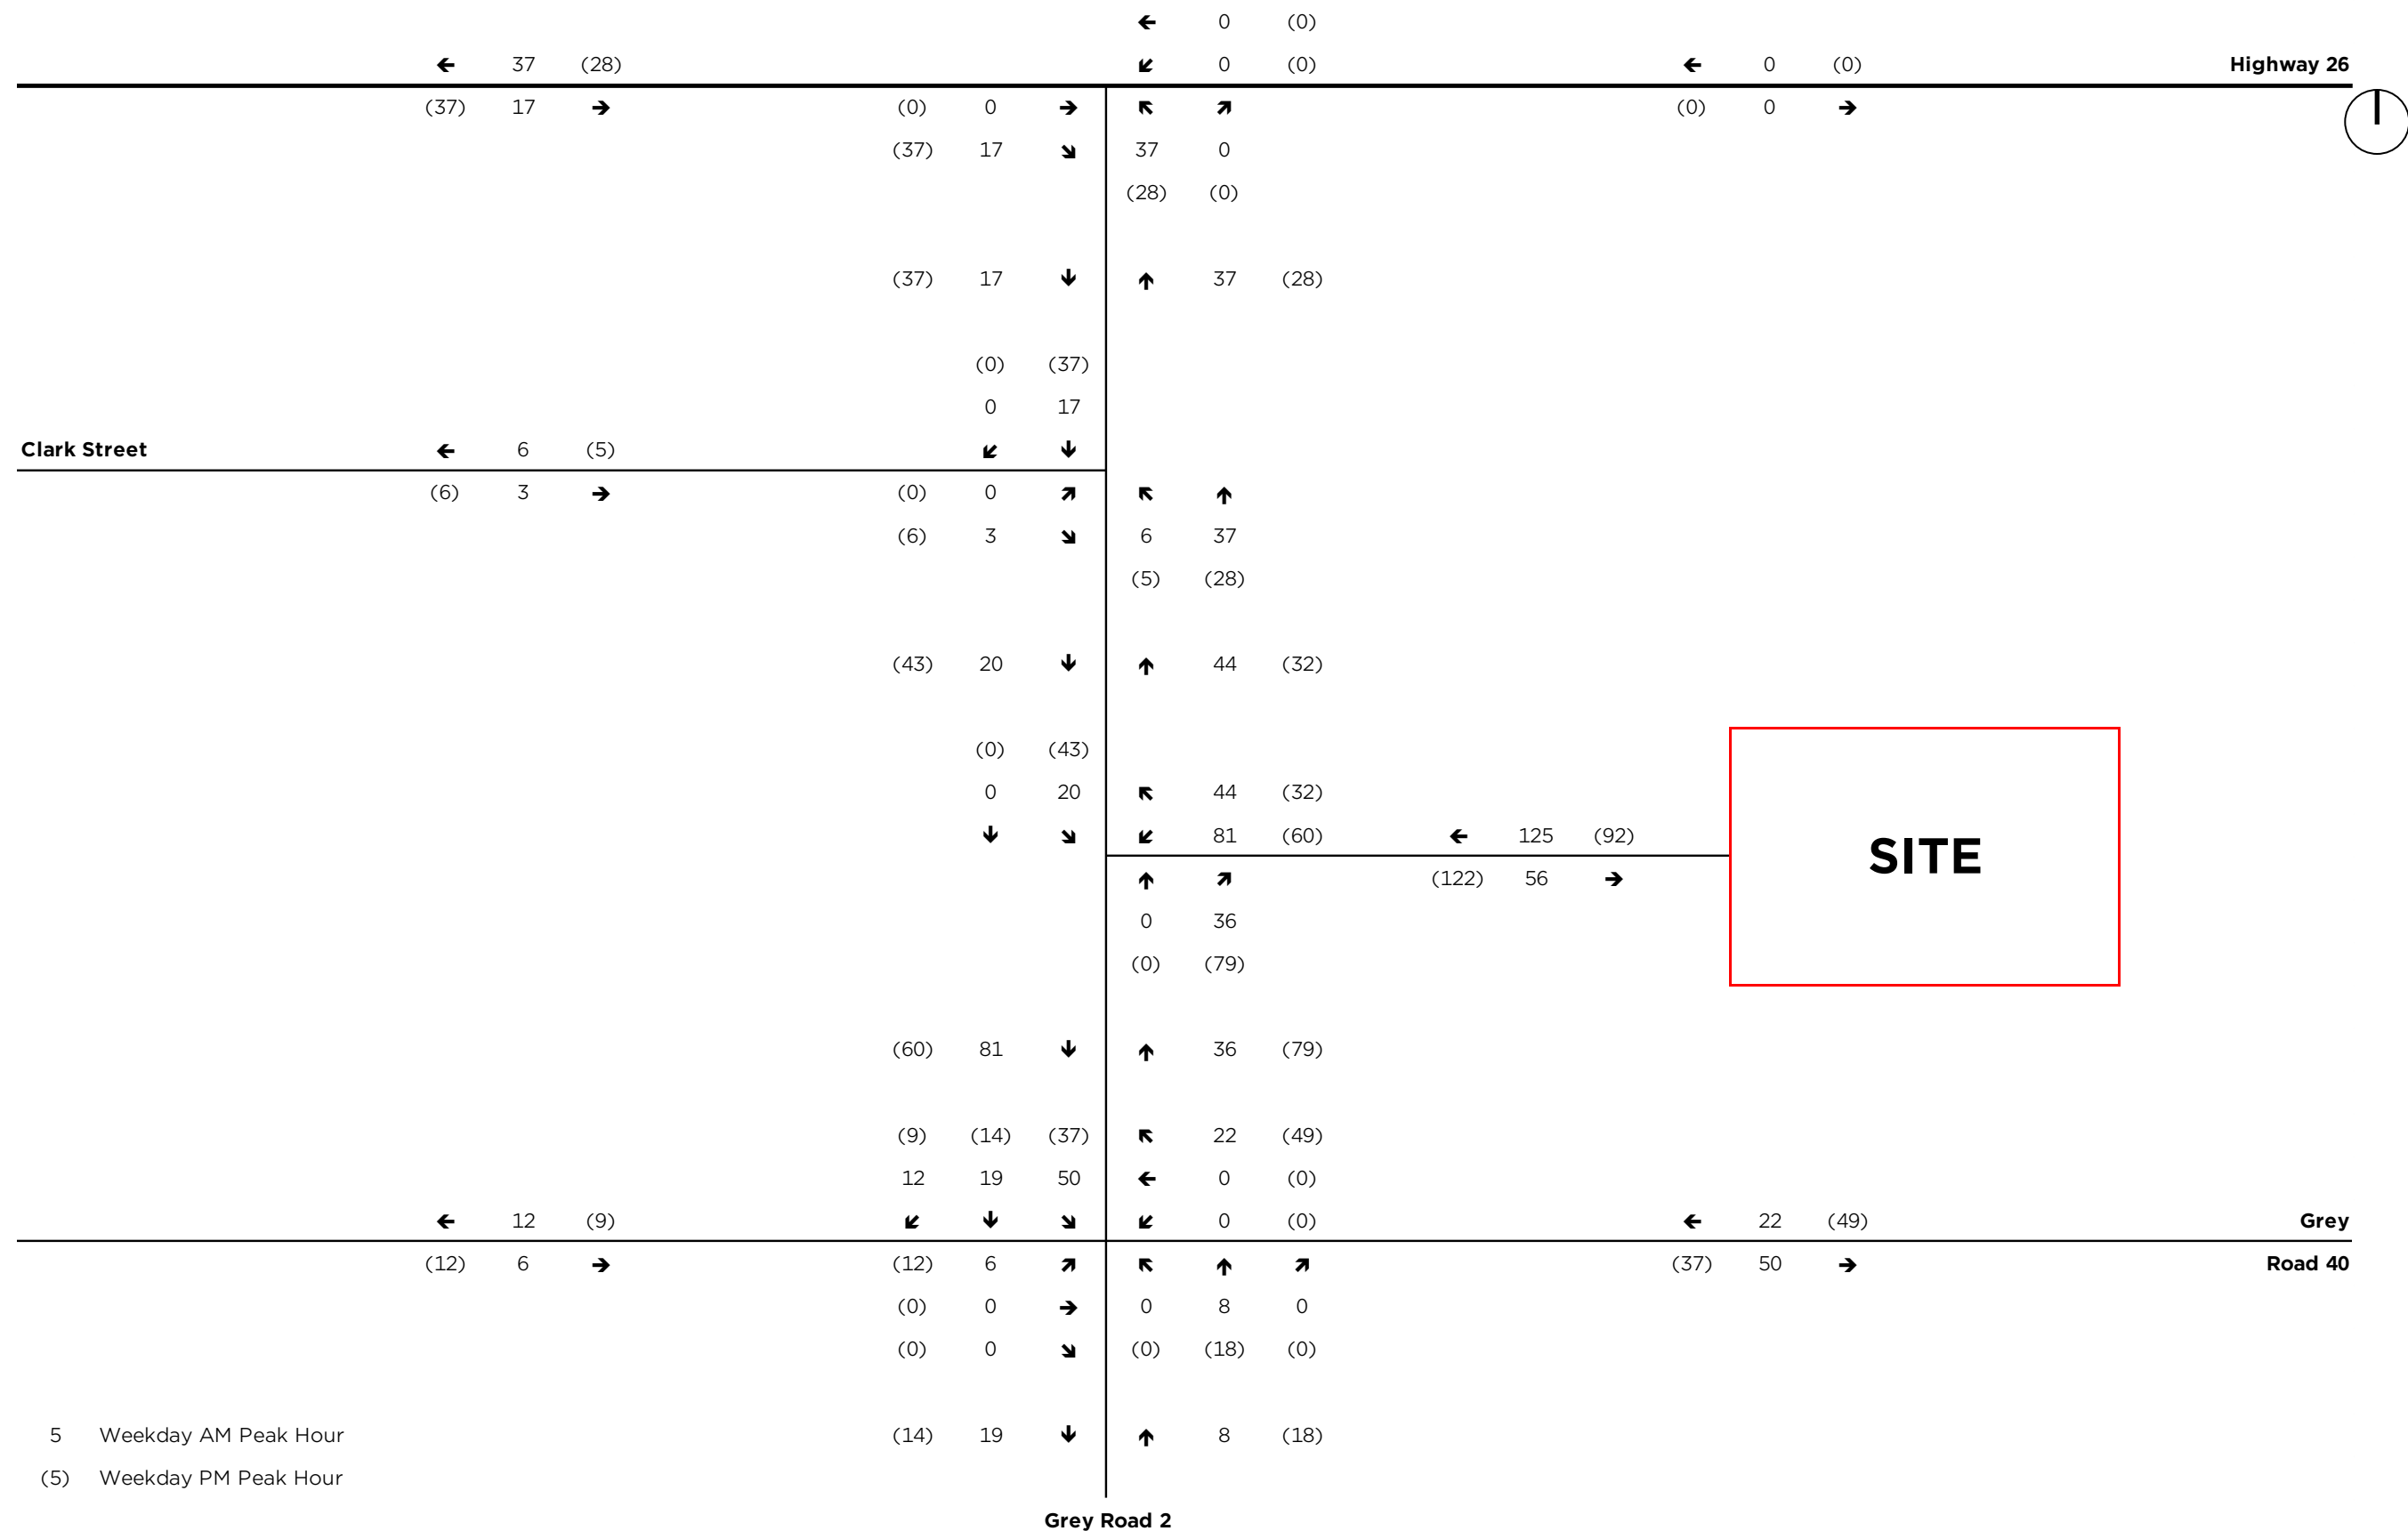 ← 0 (0)
← 37 (28) ↙ 0 (0) ← 0 (0) Highway 26
(37) 17 → (0) 0 → ↖ ↗ (0) 0 →
(37) 17 ↘ 37 0
(28) (0)
(37) 17 ↓ ↑ 37 (28)
(0) (37)
0 17
Clark Street ← 6 (5) ↙ ↓
(6) 3 → (0) 0 ↗ ↖ ↑
(6) 3 ↘ 6 37
(5) (28)
(43) 20 ↓ ↑ 44 (32)
(0) (43)
0 20 ↖ 44 (32)
↓ ↘ ↙ 81 (60) ← 125 (92)
SITE
↑ ↗ (122) 56 →
0 36
(0) (79)
(60) 81 ↓ ↑ 36 (79)
(9) (14) (37) ↖ 22 (49)
12 19 50 ← 0 (0)
← 12 (9) ↙ ↓ ↘ ↙ 0 (0) ← 22 (49) Grey
(12) 6 → (12) 6 ↗ ↖ ↑ ↗ (37) 50 → Road 40
(0) 0 → 0 8 0
(0) 0 ↘ (0) (18) (0)
5 Weekday AM Peak Hour (14) 19 ↓ ↑ 8 (18)
(5) Weekday PM Peak Hour
Grey Road 2